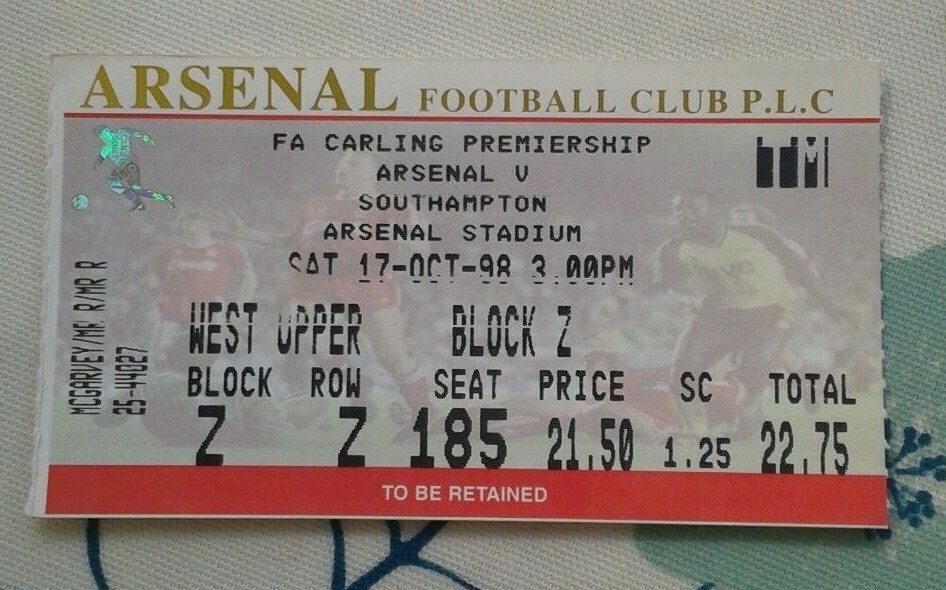 ARSENAL FOOTBALL CLUB P.L.C
FA CARLING PREMIERSHIP
ARSENAL V
SOUTHAMPTON
ARSENAL STADIUM
SAT 17-OCT-98 3.00PM
WEST UPPER BLOCK Z
BLOCK ROW SEAT PRICE SC TOTAL
Z Z 185 21.50 1.25 22.75
MCGARVEY/MR R/MR R
25-44027
TO BE RETAINED